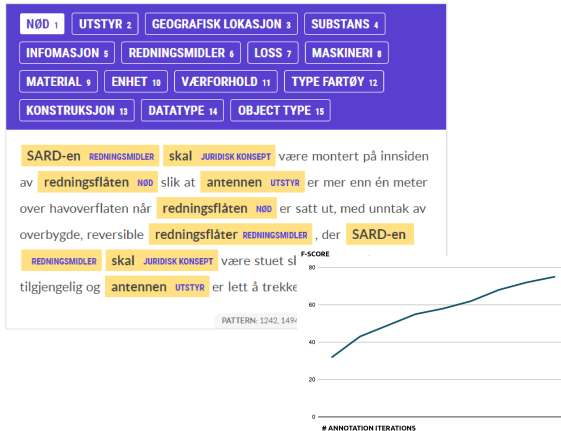 NØD 1 UTSTYR 2 GEOGRAFISK LOKASJON 3 SUBSTANS 4
INFOMASJON 5 REDNINGSMIDLER 6 LOSS 7 MASKINERI 8
MATERIAL 9 ENHET 10 VÆRFORHOLD 11 TYPE FARTØY 12
KONSTRUKSJON 13 DATATYPE 14 OBJECT TYPE 15
SARD-en REDNINGSMIDLER skal JURIDISK KONSEPT være montert på innsiden
av redningsflåten NØD slik at antennen UTSTYR er mer enn én meter
over havoverflaten når redningsflåten NØD er satt ut, med unntak av
overbygde, reversible redningsflåter REDNINGSMIDLER , der SARD-en
REDNINGSMIDLER skal JURIDISK KONSEPT være stuet
tilgjengelig og antennen UTSTYR er lett å trekke
PATTERN: 1242, 1494
F-SCORE
80
60
40
20
0
# ANNOTATION ITERATIONS